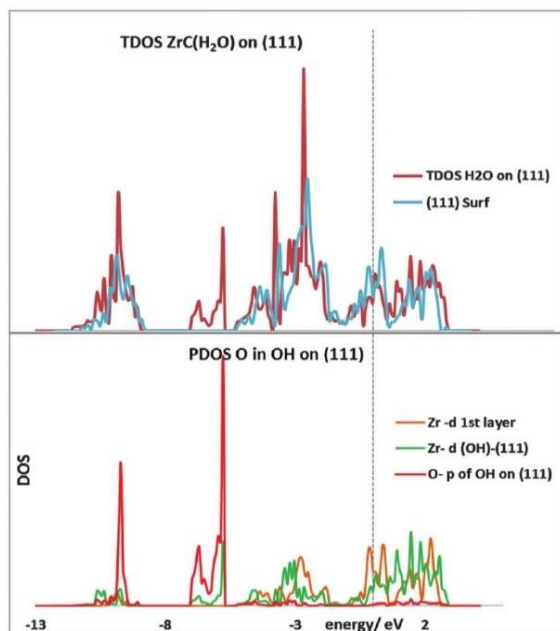 TDOS ZrC(H₂O) on (111)
TDOS H2O on (111)
(111) Surf
PDOS O in OH on (111)
Zr -d 1st layer
Zr- d (OH)-(111)
O- p of OH on (111)
DOS
-13 -8 -3 energy/ eV 2